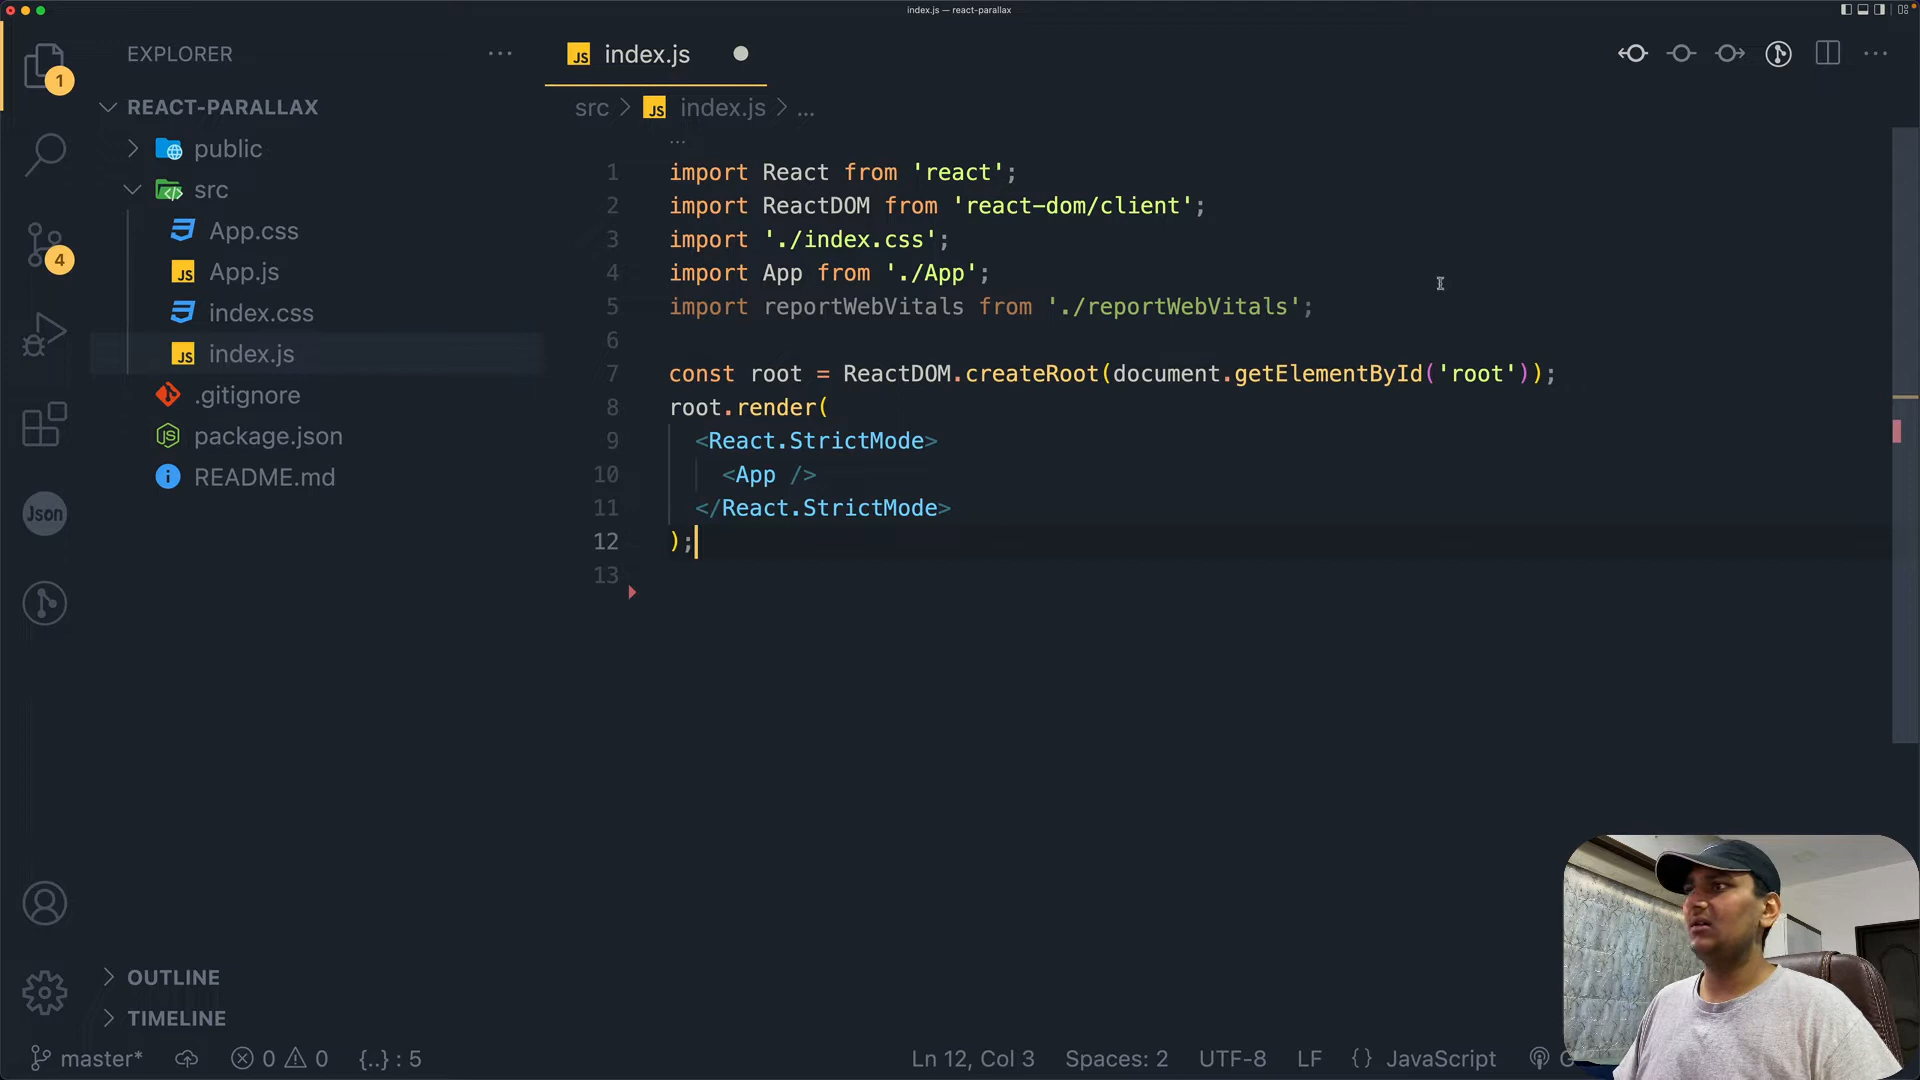 index.js — react-parallax
EXPLORER
1
REACT-PARALLAX
public
src
App.css
4
App.js
index.css
index.js
.gitignore
package.json
README.md
Json
OUTLINE
TIMELINE
JS index.js
src > JS index.js > ...
...
1 import React from 'react';
2 import ReactDOM from 'react-dom/client';
3 import './index.css';
4 import App from './App';
5 import reportWebVitals from './reportWebVitals';
6
7 const root = ReactDOM.createRoot(document.getElementById('root'));
8 root.render(
9 <React.StrictMode>
10 <App />
11 </React.StrictMode>
12 );
13
master* 0 0 {..} : 5 Ln 12, Col 3 Spaces: 2 UTF-8 LF {} JavaScript